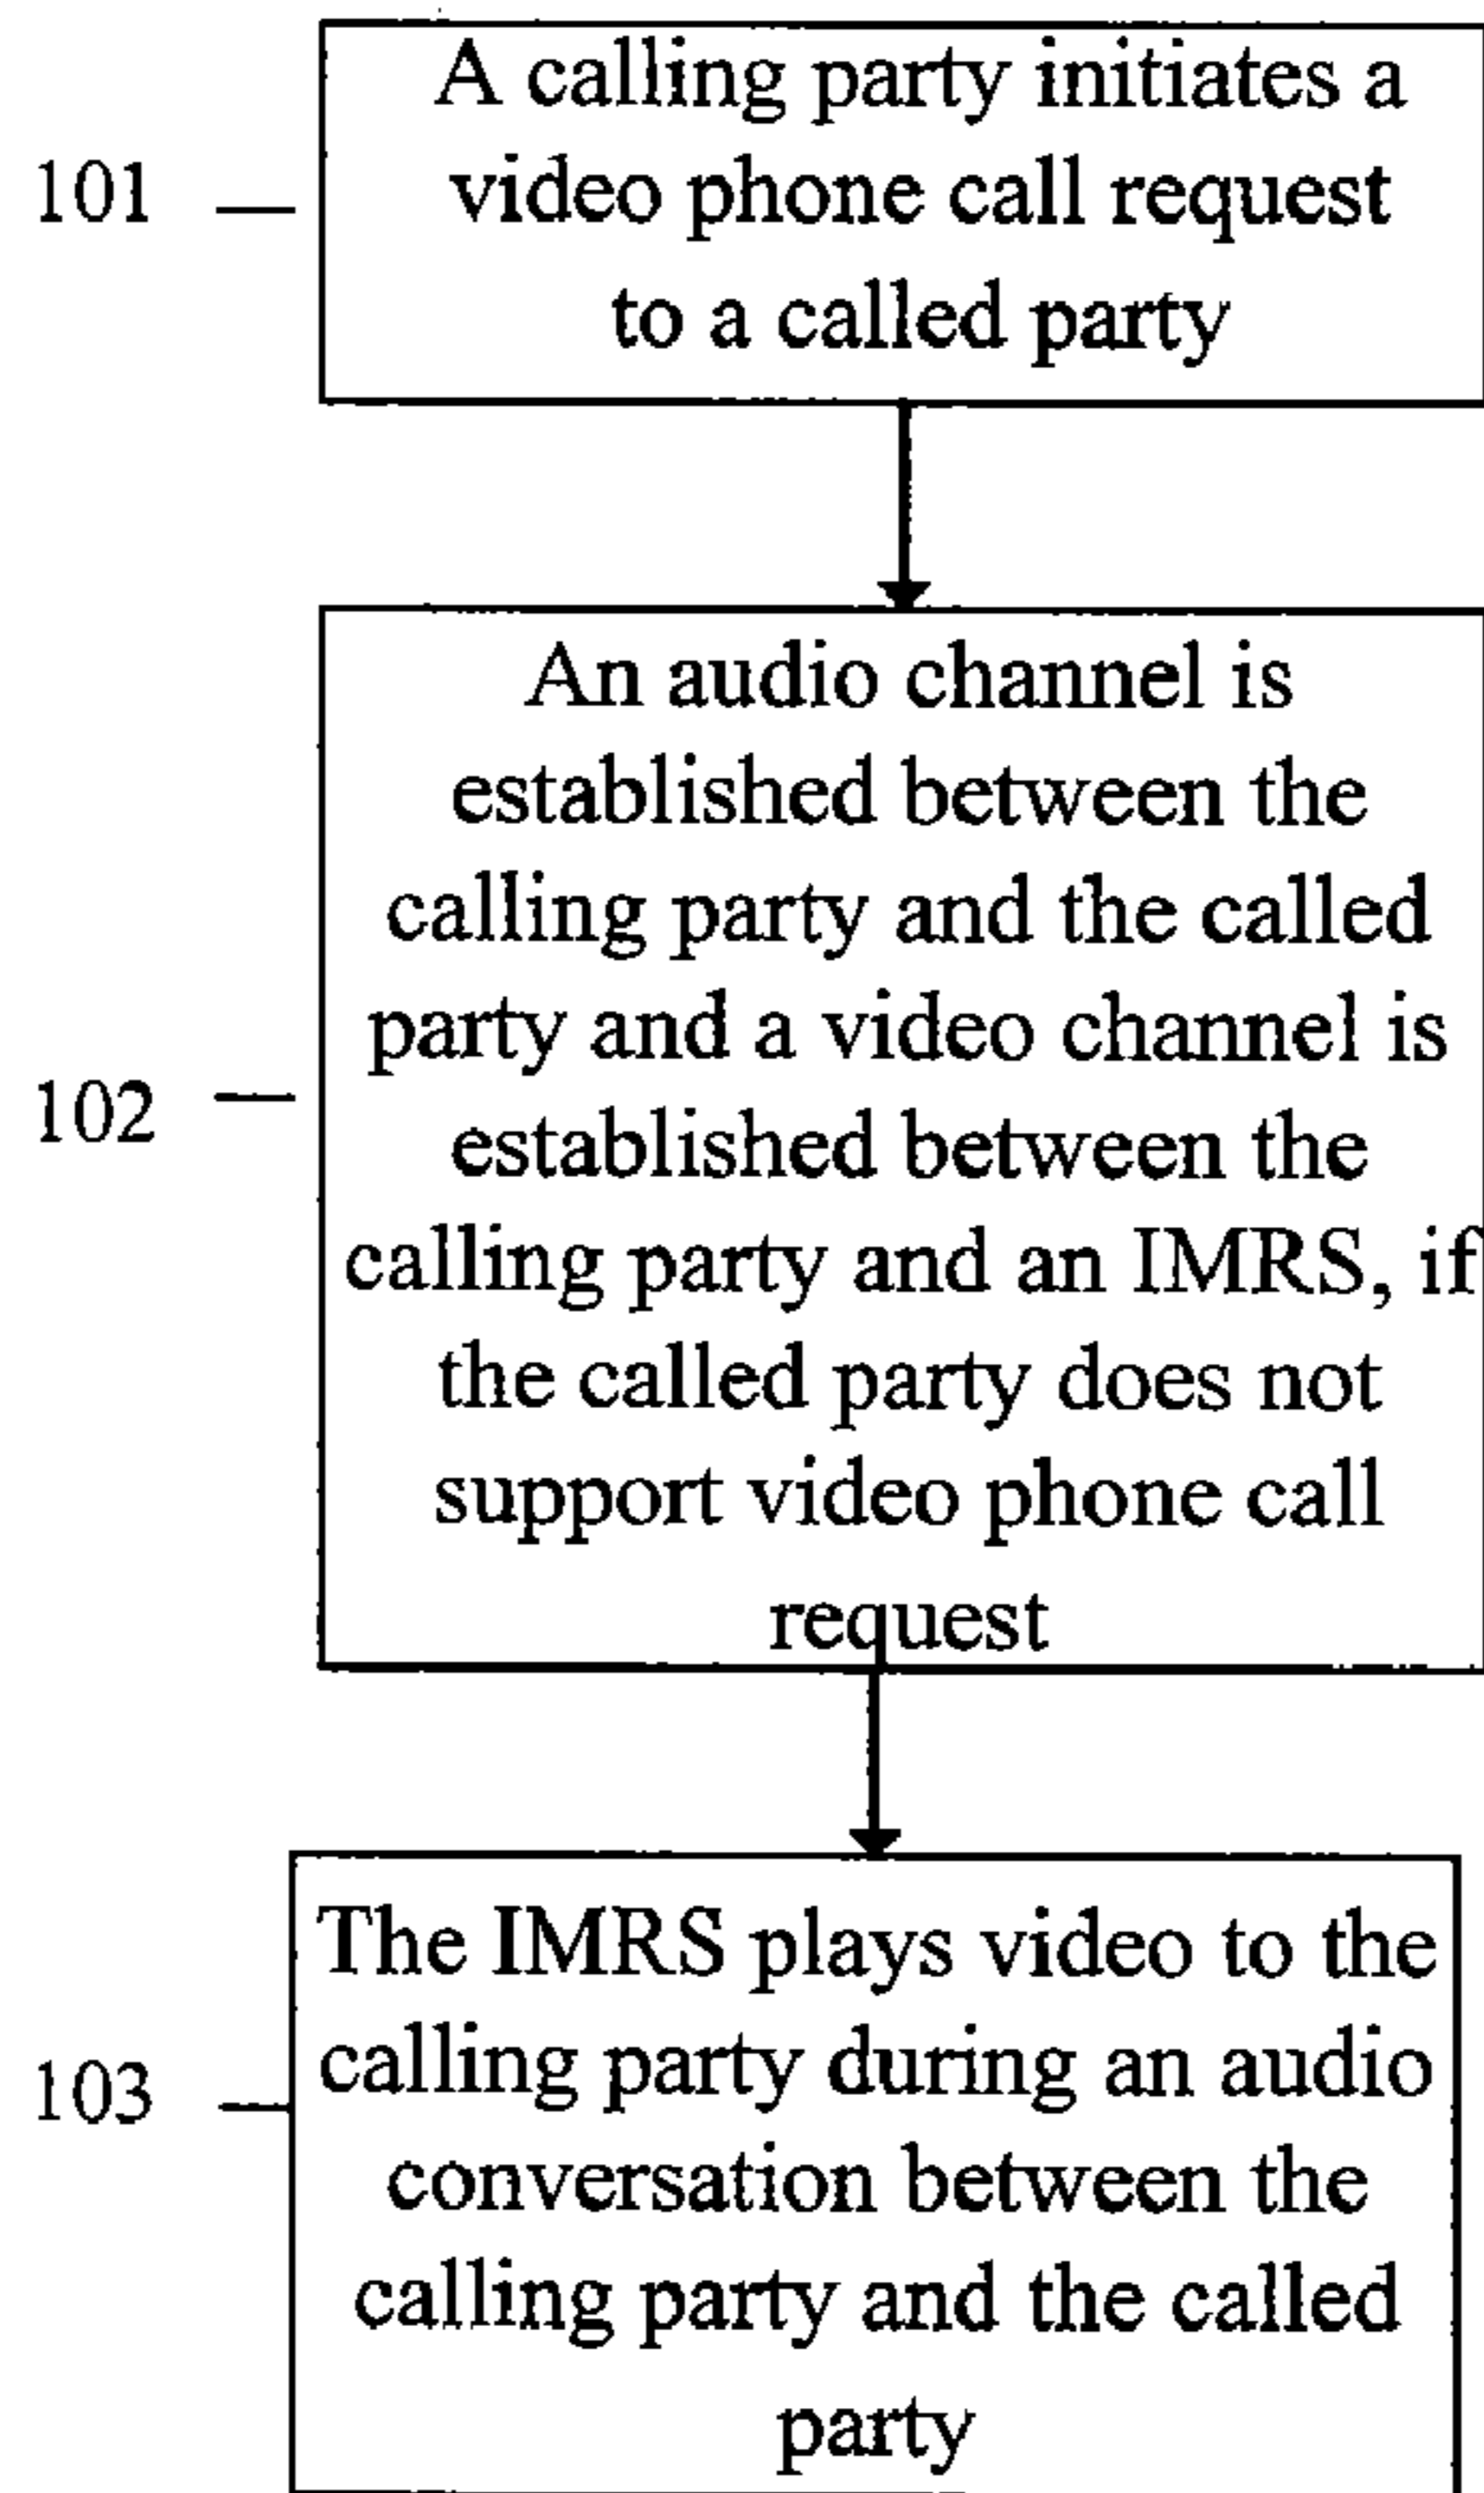 A calling party initiates a
101
video phone call request
to a called party
An audio channel is
established between the
calling party and the called
party and a video channel is
102
established between the
calling party and an IMRS, if
the called party does not
support video phone call
request
The IMRS plays video to the
103
calling party during an audio
conversation between the
calling party and the called
party